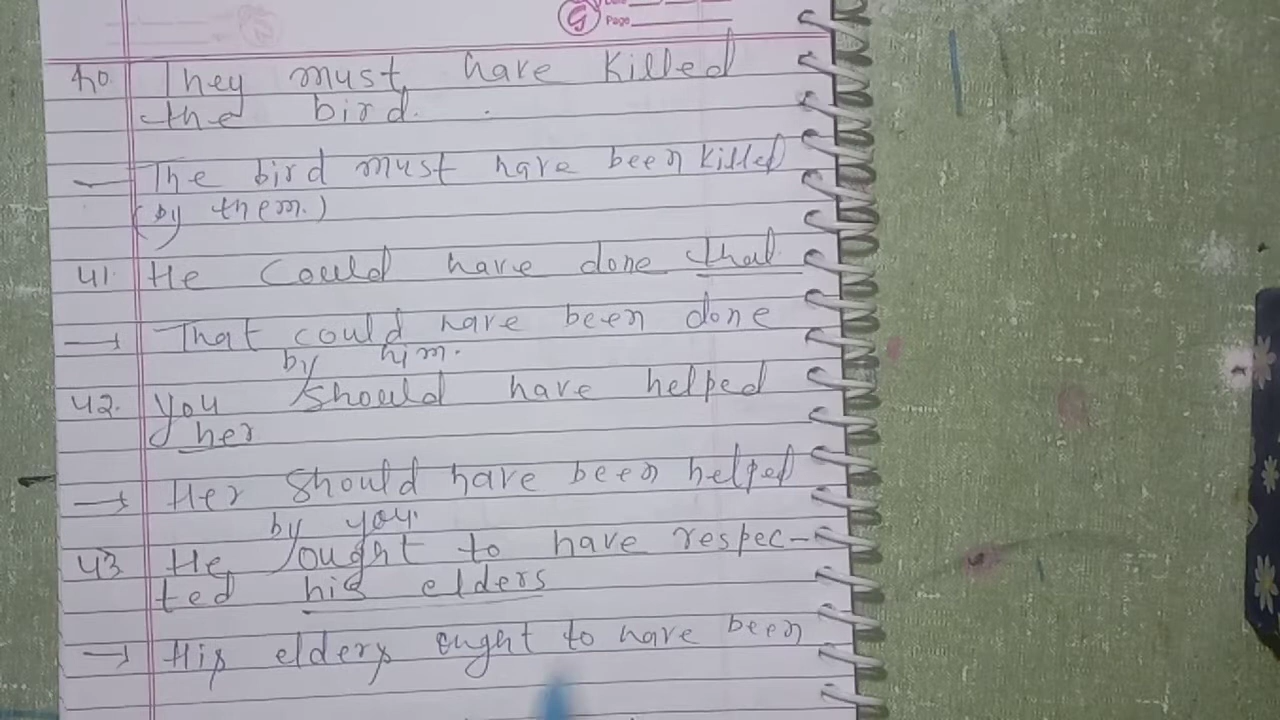 Page
40 They must have killed
the bird.
The bird must have been killed
(by them.)
41. He could have done that.
→ That could have been done
by him.
42. you should have helped
her
→ Her should have been helped
by you.
43 He ought to have respec-
ted his elders
→ His elders ought to have been